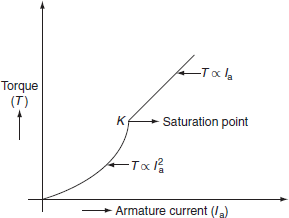 Torque
(T)
T ∝ Iₐ
K
Saturation point
T ∝ Iₐ²
Armature current (Iₐ)